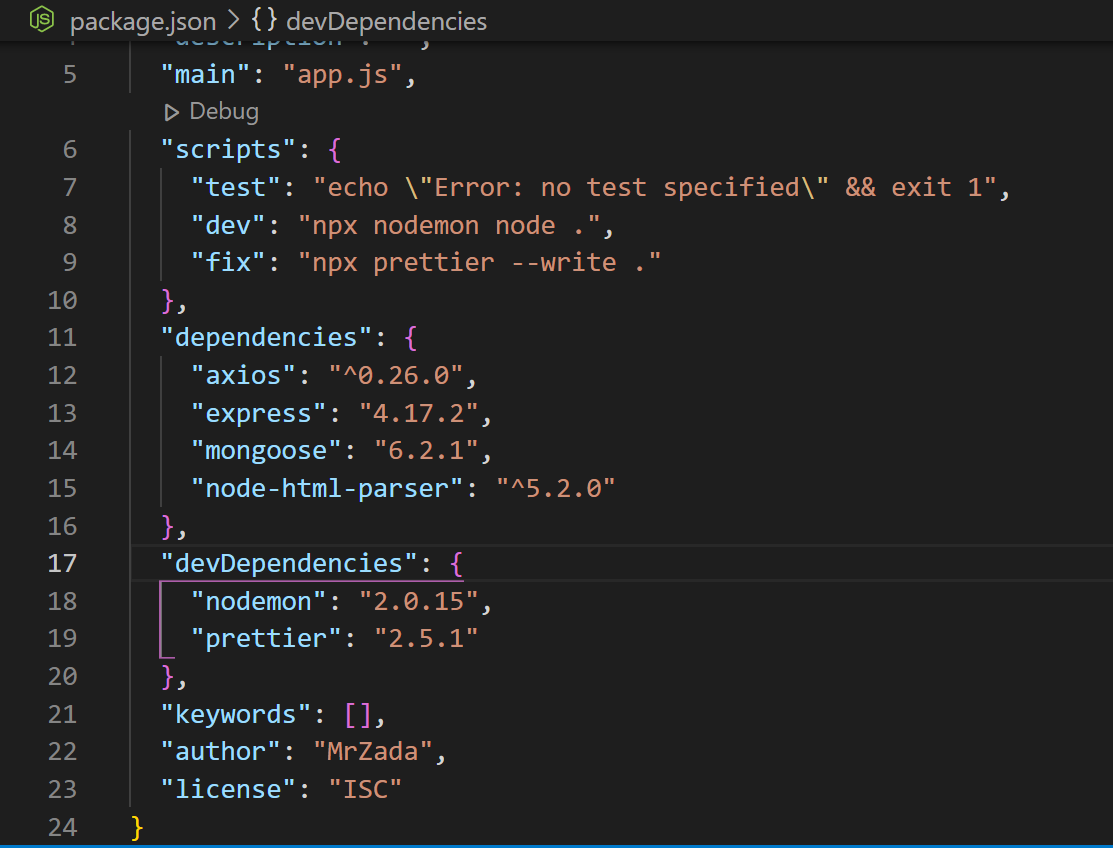 package.json > {} devDependencies
4 "description": "",
5 "main": "app.js",
Debug
6 "scripts": {
7 "test": "echo \"Error: no test specified\" && exit 1",
8 "dev": "npx nodemon node .",
9 "fix": "npx prettier --write ."
10 },
11 "dependencies": {
12 "axios": "^0.26.0",
13 "express": "4.17.2",
14 "mongoose": "6.2.1",
15 "node-html-parser": "^5.2.0"
16 },
17 "devDependencies": {
18 "nodemon": "2.0.15",
19 "prettier": "2.5.1"
20 },
21 "keywords": [],
22 "author": "MrZada",
23 "license": "ISC"
24 }